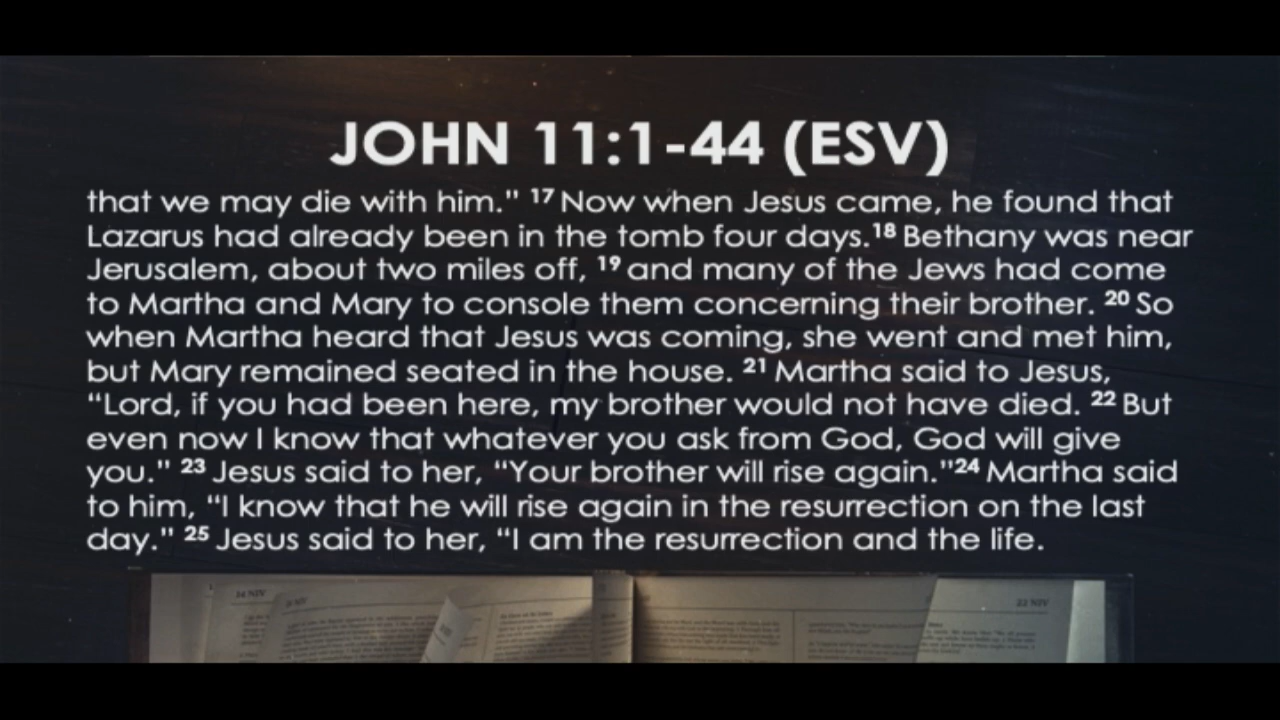 JOHN 11:1-44 (ESV)
that we may die with him.” 17 Now when Jesus came, he found that
Lazarus had already been in the tomb four days.18 Bethany was near
Jerusalem, about two miles off, 19 and many of the Jews had come
to Martha and Mary to console them concerning their brother. 20 So
when Martha heard that Jesus was coming, she went and met him,
but Mary remained seated in the house. 21 Martha said to Jesus,
“Lord, if you had been here, my brother would not have died. 22 But
even now I know that whatever you ask from God, God will give
you.” 23 Jesus said to her, “Your brother will rise again.”24 Martha said
to him, “I know that he will rise again in the resurrection on the last
day.” 25 Jesus said to her, “I am the resurrection and the life.
14 NIV
22 NIV